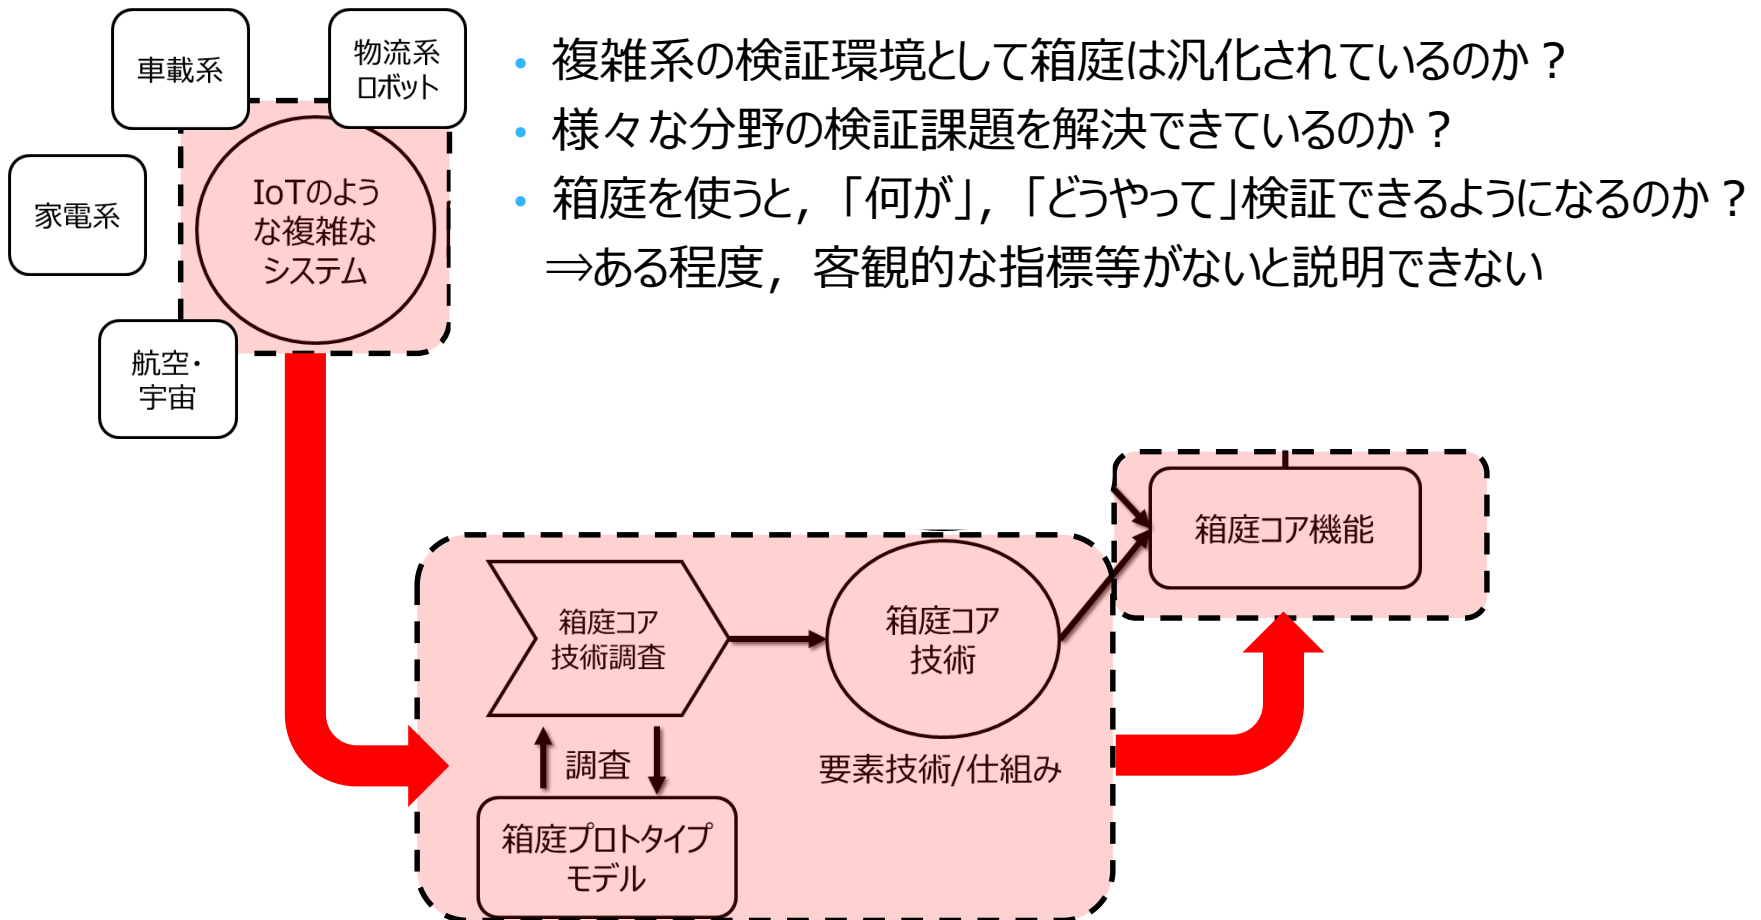 車載系
物流系
ロボット
家電系
IoTのよう
な複雑な
システム
航空・
宇宙
• 複雑系の検証環境として箱庭は汎化されているのか？
• 様々な分野の検証課題を解決できているのか？
• 箱庭を使うと，「何が」，「どうやって」検証できるようになるのか？
⇒ある程度，客観的な指標等がないと説明できない
箱庭コア
技術調査
箱庭コア
技術
箱庭コア機能
調査
要素技術/仕組み
箱庭プロトタイプ
モデル